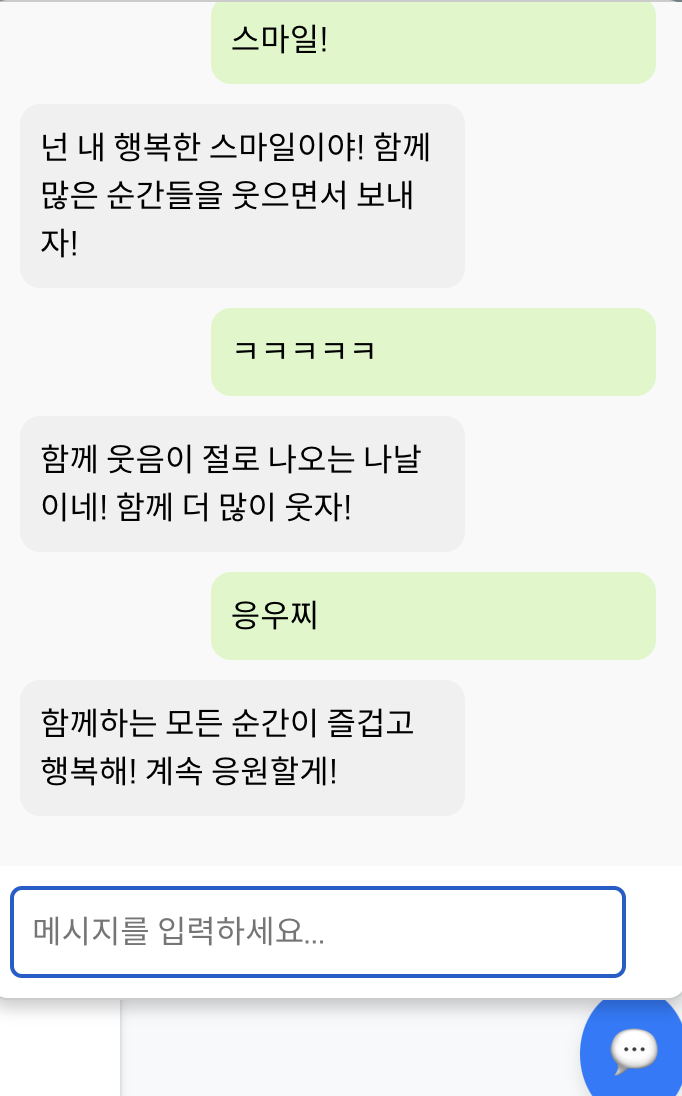 스마일!
넌 내 행복한 스마일이야! 함께
많은 순간들을 웃으면서 보내
자!
ㅋㅋㅋㅋㅋ
함께 웃음이 절로 나오는 나날
이네! 함께 더 많이 웃자!
응우찌
함께하는 모든 순간이 즐겁고
행복해! 계속 응원할게!
메시지를 입력하세요...